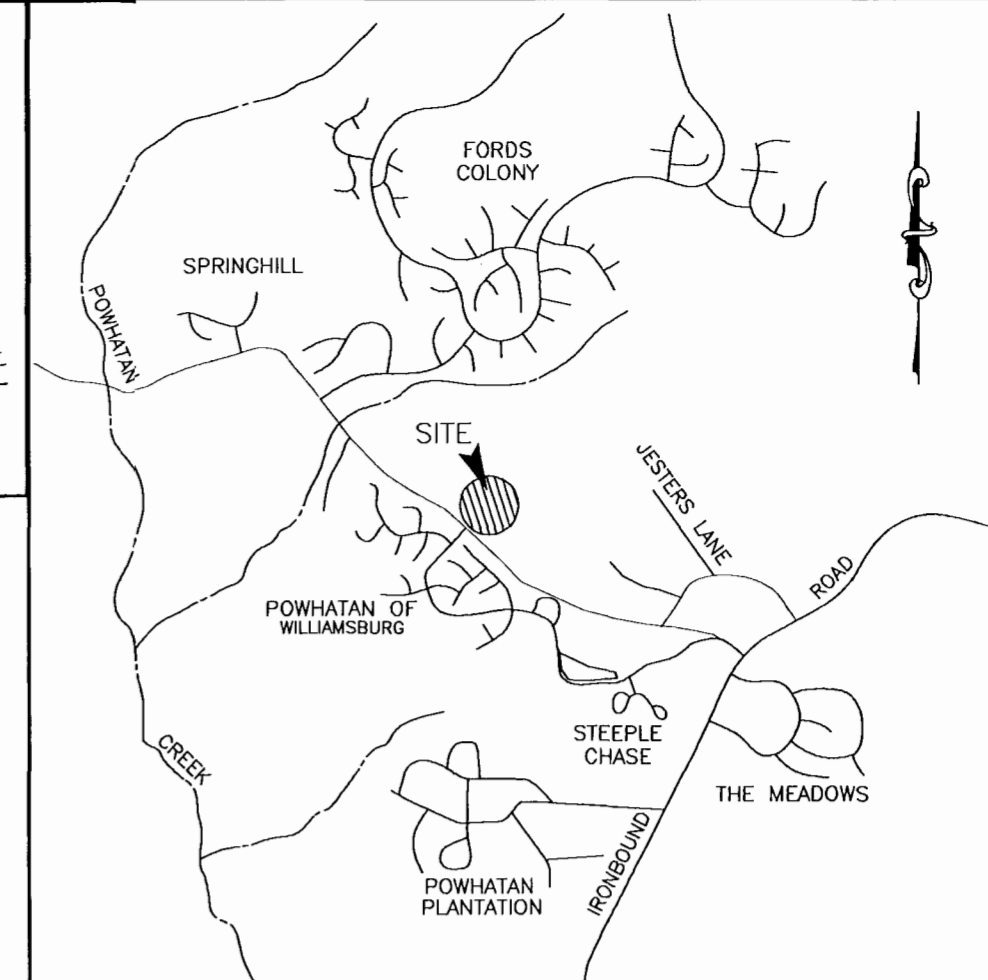 FORDS
COLONY
SPRINGHILL
POWHATAN
SITE
JESTERS LANE
ROAD
POWHATAN OF
WILLIAMSBURG
STEEPLE
CHASE
CREEK
THE MEADOWS
IRONBOUND
POWHATAN
PLANTATION